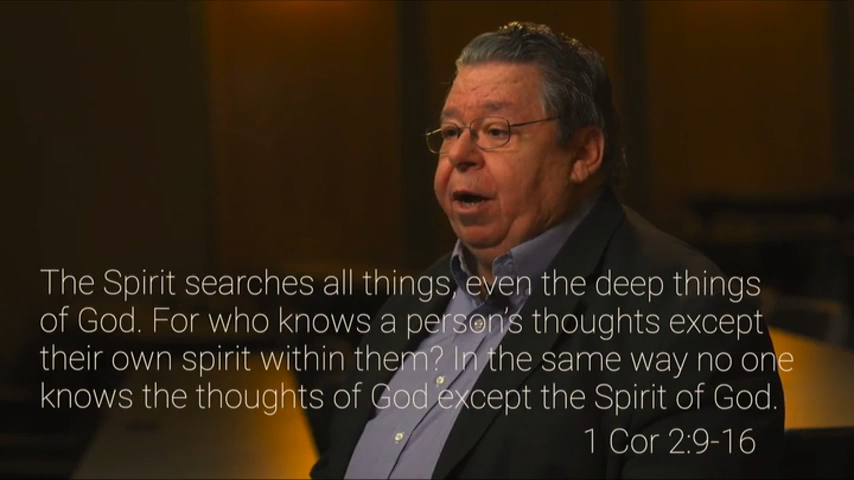 The Spirit searches all things, even the deep things
of God. For who knows a person's thoughts except
their own spirit within them? In the same way no one
knows the thoughts of God except the Spirit of God.
1 Cor 2:9-16